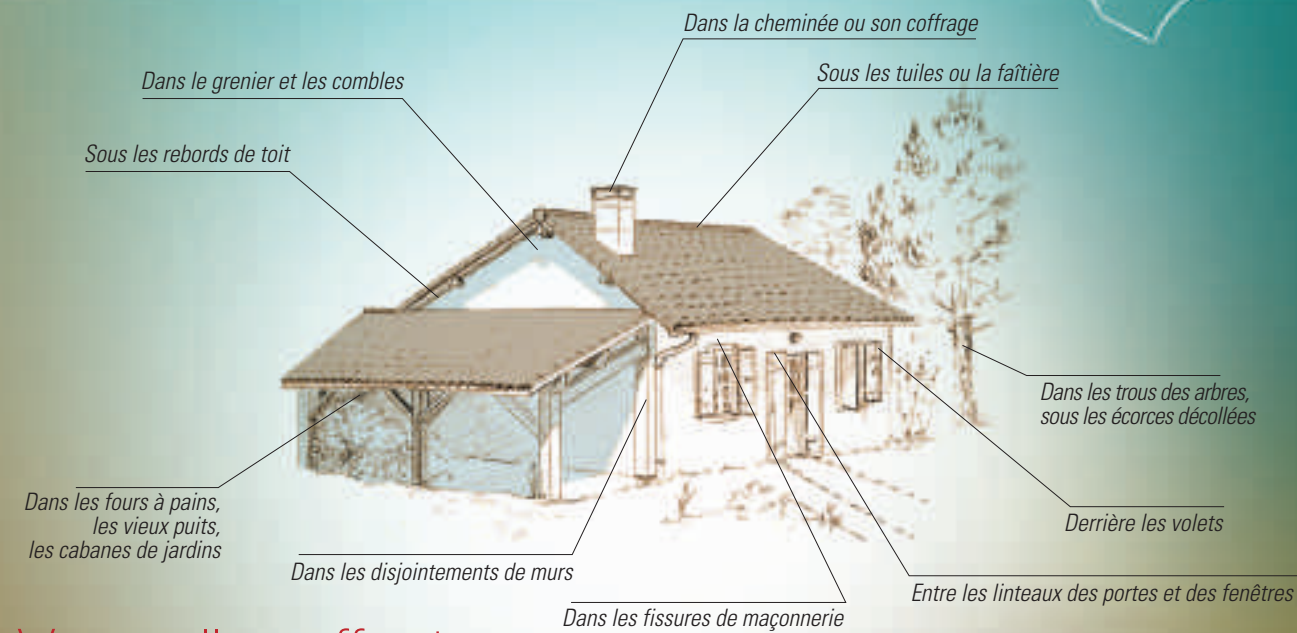 Dans la cheminée ou son coffrage
Dans le grenier et les combles
Sous les tuiles ou la faîtière
Sous les rebords de toit
Dans les trous des arbres,
sous les écorces décollées
Dans les fours à pains,
les vieux puits,
les cabanes de jardins
Derrière les volets
Dans les disjointements de murs
Entre les linteaux des portes et des fenêtres
Dans les fissures de maçonnerie